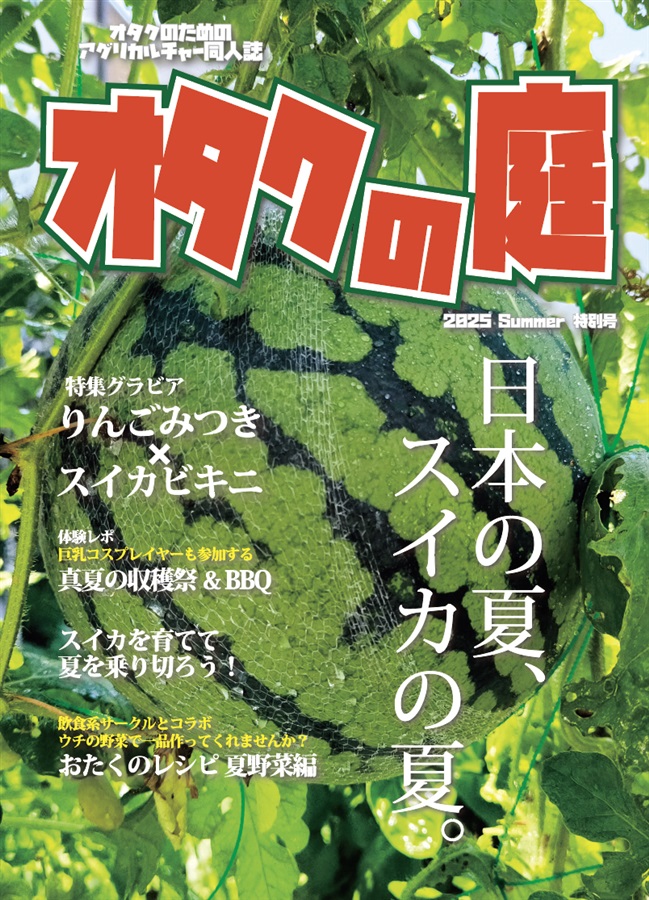 オタクのための
アグリカルチャー同人誌
オタクの庭
2025 Summer 特別号
日本の夏、
スイカの夏。
特集グラビア
りんごみつき
×
スイカビキニ
体験レポ
巨乳コスプレイヤーも参加する
真夏の収穫祭 & BBQ
スイカを育てて
夏を乗り切ろう！
飲食系サークルとコラボ
ウチの野菜で一品作ってくれませんか？
おたくのレシピ 夏野菜編